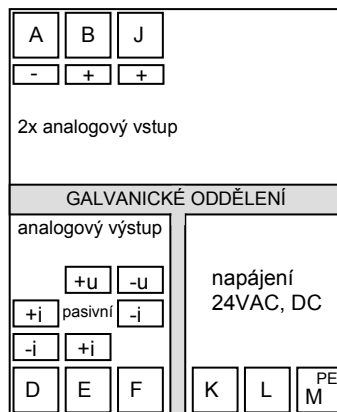 A B J
- + +
2x analogový vstup
GALVANICKÉ ODDĚLENÍ
analogový výstup
+u -u
+i pasivní -i
-i +i
D E F
napájení
24VAC, DC
K L M PE